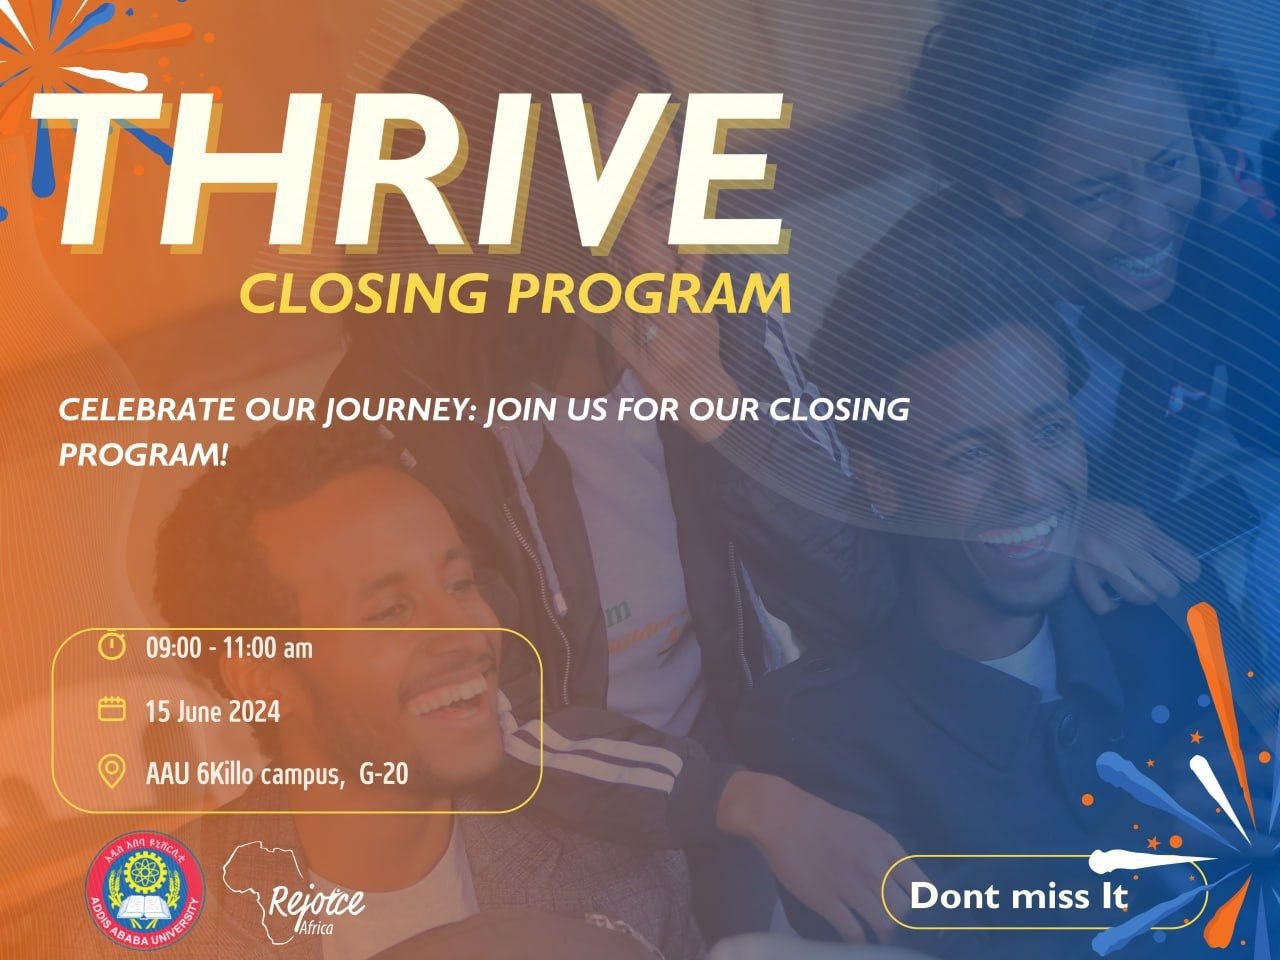 THRIVE
CLOSING PROGRAM
CELEBRATE OUR JOURNEY: JOIN US FOR OUR CLOSING
PROGRAM!
09:00 - 11:00 am
15 June 2024
AAU 6Killo campus, G-20
አዲስ አበባ ዩኒቨርሲቲ
ADDIS ABABA UNIVERSITY
Rejoice
Africa
Dont miss It